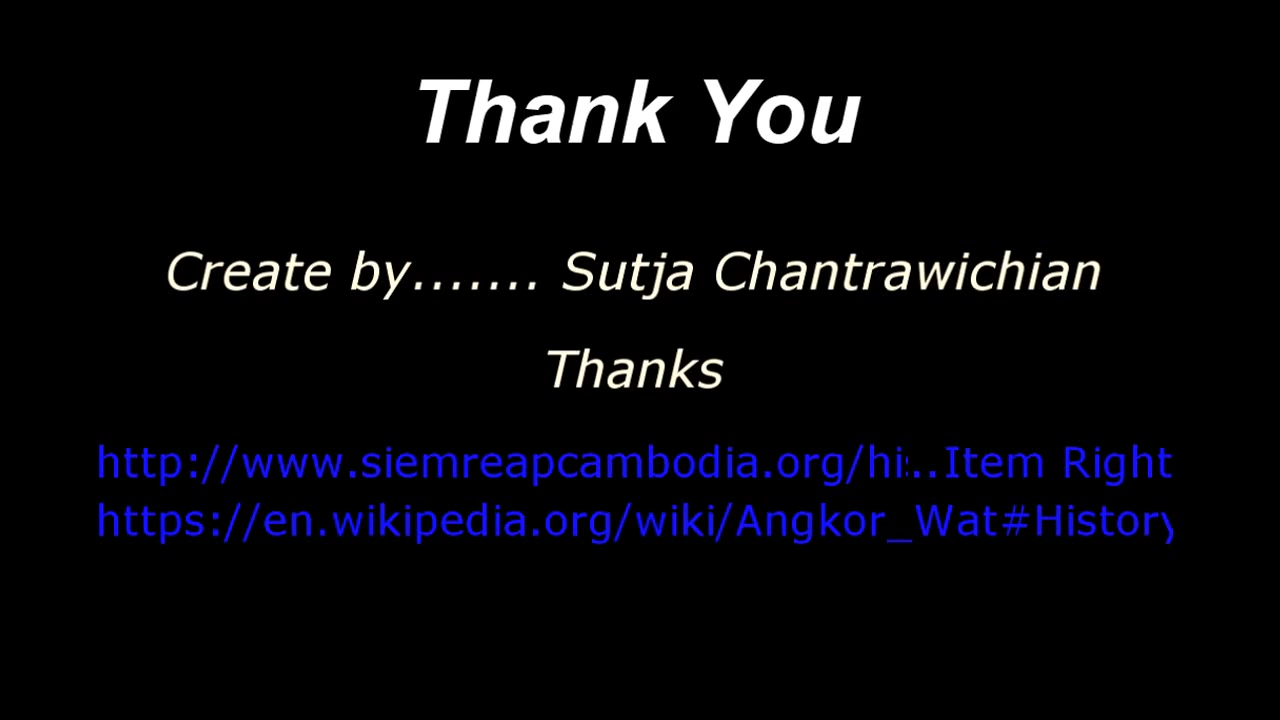 Thank You
Create by....... Sutja Chantrawichian
Thanks
http://www.siemreapcambodia.org/hi:..Item Right
https://en.wikipedia.org/wiki/Angkor_Wat#History